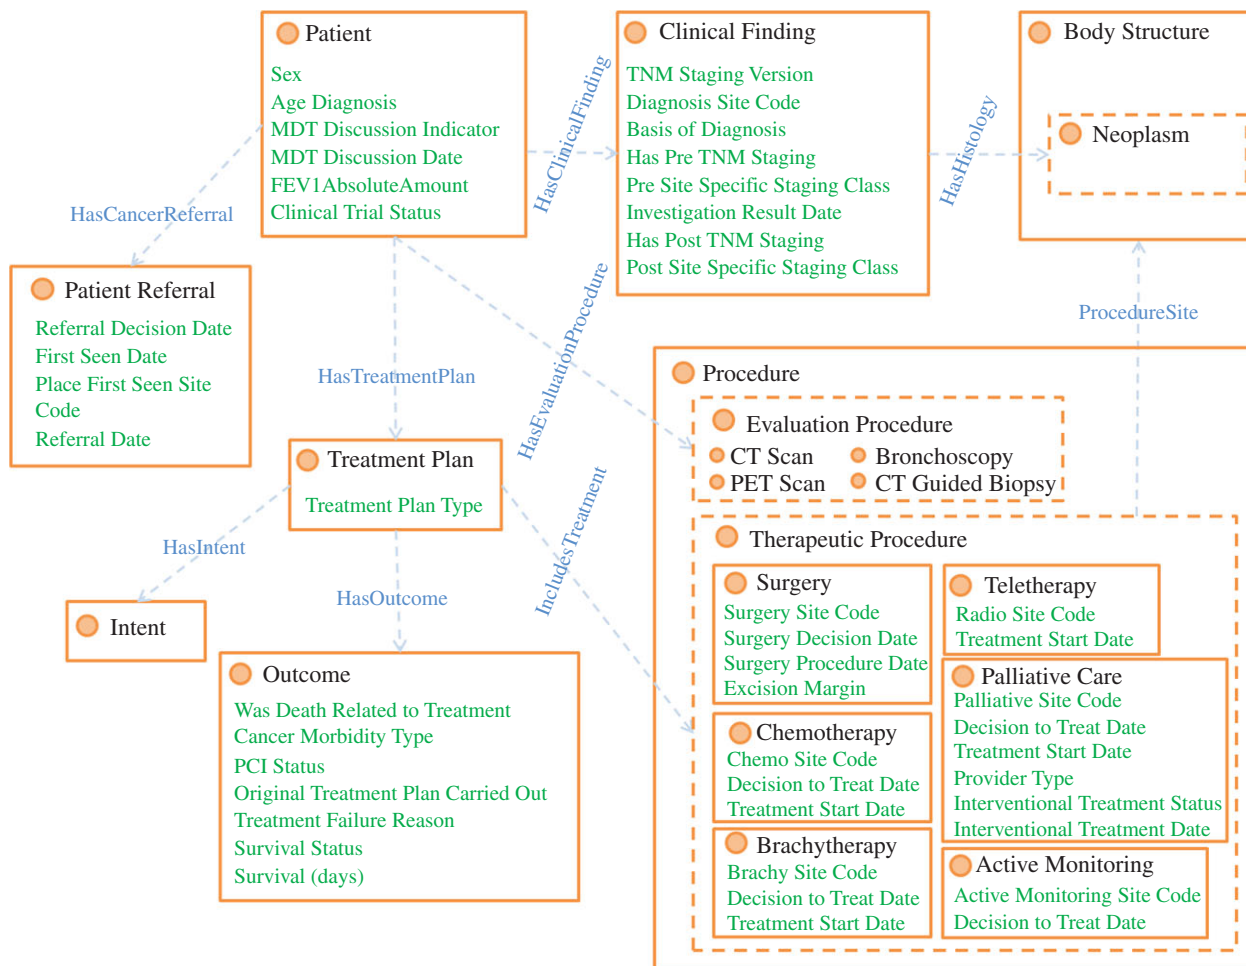 Patient
Sex
Age Diagnosis
MDT Discussion Indicator
MDT Discussion Date
FEV1AbsoluteAmount
Clinical Trial Status
HasClinicalFinding
Clinical Finding
TNM Staging Version
Diagnosis Site Code
Basis of Diagnosis
Has Pre TNM Staging
Pre Site Specific Staging Class
Investigation Result Date
Has Post TNM Staging
Post Site Specific Staging Class
HasHistology
Body Structure
Neoplasm
HasCancerReferral
Patient Referral
Referral Decision Date
First Seen Date
Place First Seen Site
Code
Referral Date
HasTreatmentPlan
HasEvaluationProcedure
ProcedureSite
Treatment Plan
Treatment Plan Type
HasIntent
Intent
HasOutcome
IncludesTreatment
Outcome
Was Death Related to Treatment
Cancer Morbidity Type
PCI Status
Original Treatment Plan Carried Out
Treatment Failure Reason
Survival Status
Survival (days)
Procedure
Evaluation Procedure
CT Scan
Bronchoscopy
PET Scan
CT Guided Biopsy
Therapeutic Procedure
Surgery
Surgery Site Code
Surgery Decision Date
Surgery Procedure Date
Excision Margin
Chemotherapy
Chemo Site Code
Decision to Treat Date
Treatment Start Date
Brachytherapy
Brachy Site Code
Decision to Treat Date
Treatment Start Date
Teletherapy
Radio Site Code
Treatment Start Date
Palliative Care
Palliative Site Code
Decision to Treat Date
Treatment Start Date
Provider Type
Interventional Treatment Status
Interventional Treatment Date
Active Monitoring
Active Monitoring Site Code
Decision to Treat Date